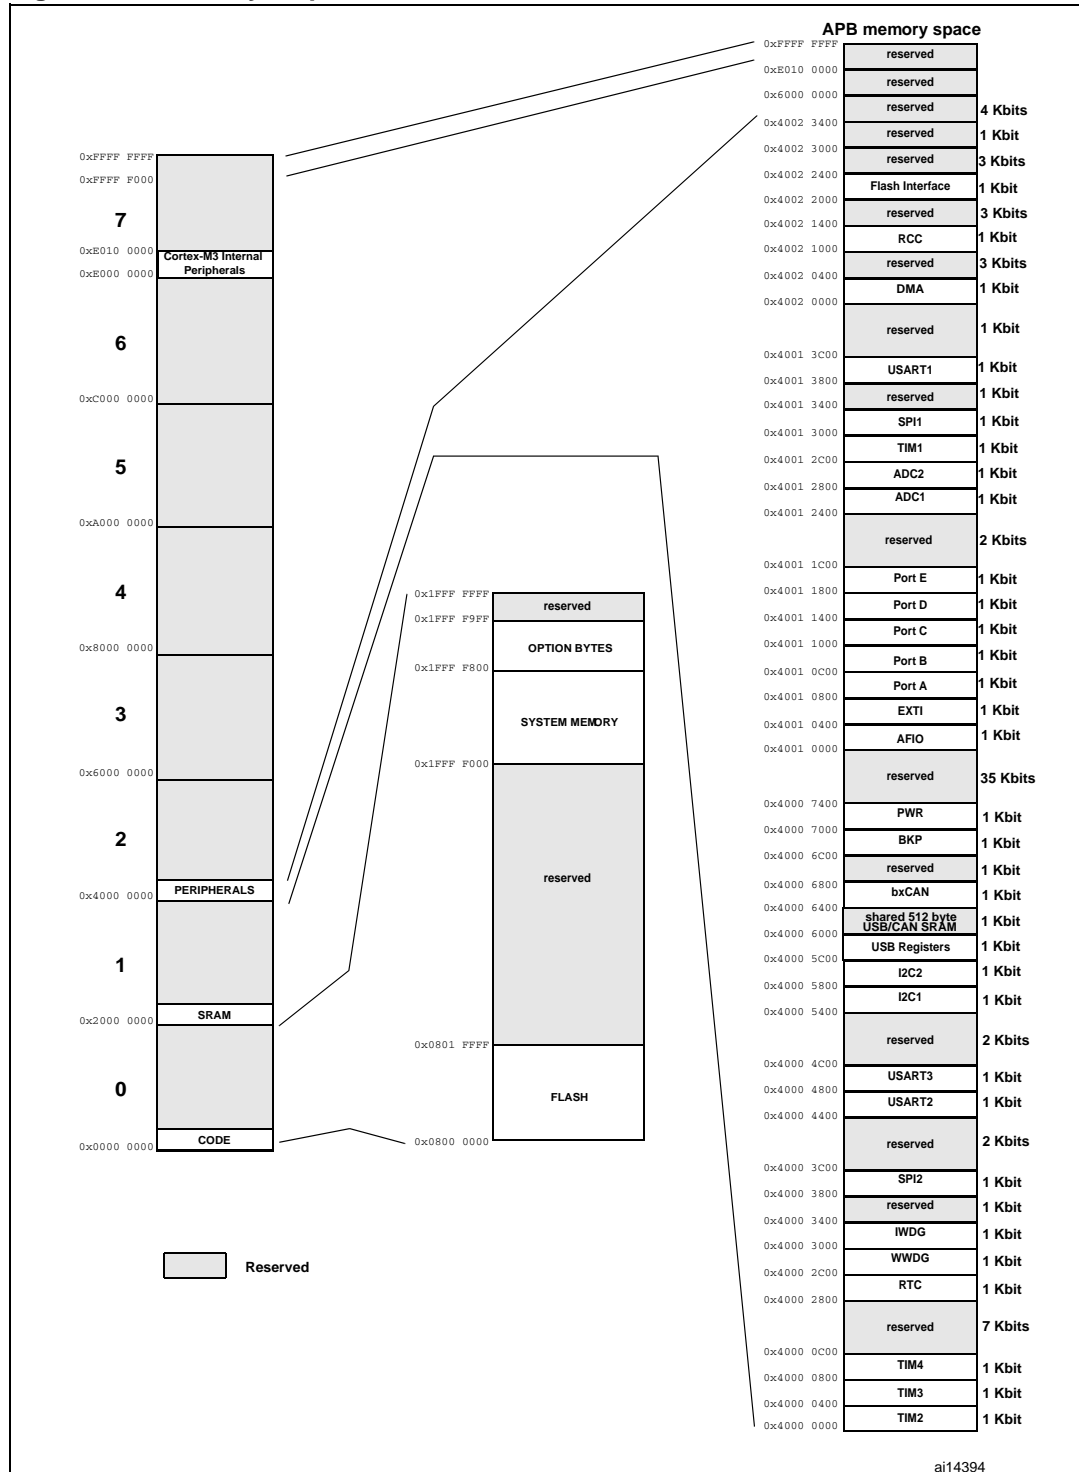 APB memory space
0xFFFF FFFF
reserved
0xE010 0000
reserved
0x6000 0000
reserved 4 Kbits
0x4002 3400
reserved 1 Kbit
0x4002 3000
reserved 3 Kbits
0x4002 2400
Flash Interface 1 Kbit
0x4002 2000
reserved 3 Kbits
0x4002 1400
RCC 1 Kbit
0x4002 1000
reserved 3 Kbits
0x4002 0400
DMA 1 Kbit
0x4002 0000
reserved 1 Kbit
0x4001 3C00
USART1 1 Kbit
0x4001 3800
reserved 1 Kbit
0x4001 3400
SPI1 1 Kbit
0x4001 3000
TIM1 1 Kbit
0x4001 2C00
ADC2 1 Kbit
0x4001 2800
ADC1 1 Kbit
0x4001 2400
reserved 2 Kbits
0x4001 1C00
Port E 1 Kbit
0x4001 1800
Port D 1 Kbit
0x4001 1400
Port C 1 Kbit
0x4001 1000
Port B 1 Kbit
0x4001 0C00
Port A 1 Kbit
0x4001 0800
EXTI 1 Kbit
0x4001 0400
AFIO 1 Kbit
0x4001 0000
reserved 35 Kbits
0x4000 7400
PWR 1 Kbit
0x4000 7000
BKP 1 Kbit
0x4000 6C00
reserved 1 Kbit
0x4000 6800
bxCAN 1 Kbit
0x4000 6400
shared 512 byte
USB/CAN SRAM 1 Kbit
0x4000 6000
USB Registers 1 Kbit
0x4000 5C00
I2C2 1 Kbit
0x4000 5800
I2C1 1 Kbit
0x4000 5400
reserved 2 Kbits
0x4000 4C00
USART3 1 Kbit
0x4000 4800
USART2 1 Kbit
0x4000 4400
reserved 2 Kbits
0x4000 3C00
SPI2 1 Kbit
0x4000 3800
reserved 1 Kbit
0x4000 3400
IWDG 1 Kbit
0x4000 3000
WWDG 1 Kbit
0x4000 2C00
RTC 1 Kbit
0x4000 2800
reserved 7 Kbits
0x4000 0C00
TIM4 1 Kbit
0x4000 0800
TIM3 1 Kbit
0x4000 0400
TIM2 1 Kbit
0x4000 0000
0xFFFF FFFF
0xFFFF F000
7
0xE010 0000
Cortex-M3 Internal
Peripherals
0xE000 0000
6
0xC000 0000
5
0xA000 0000
4
0x8000 0000
3
0x6000 0000
2
PERIPHERALS
0x4000 0000
1
SRAM
0x2000 0000
0
CODE
0x0000 0000
0x1FFF FFFF
reserved
0x1FFF F9FF
OPTION BYTES
0x1FFF F800
SYSTEM MEMORY
0x1FFF F000
reserved
0x0801 FFFF
FLASH
0x0800 0000
Reserved
ai14394